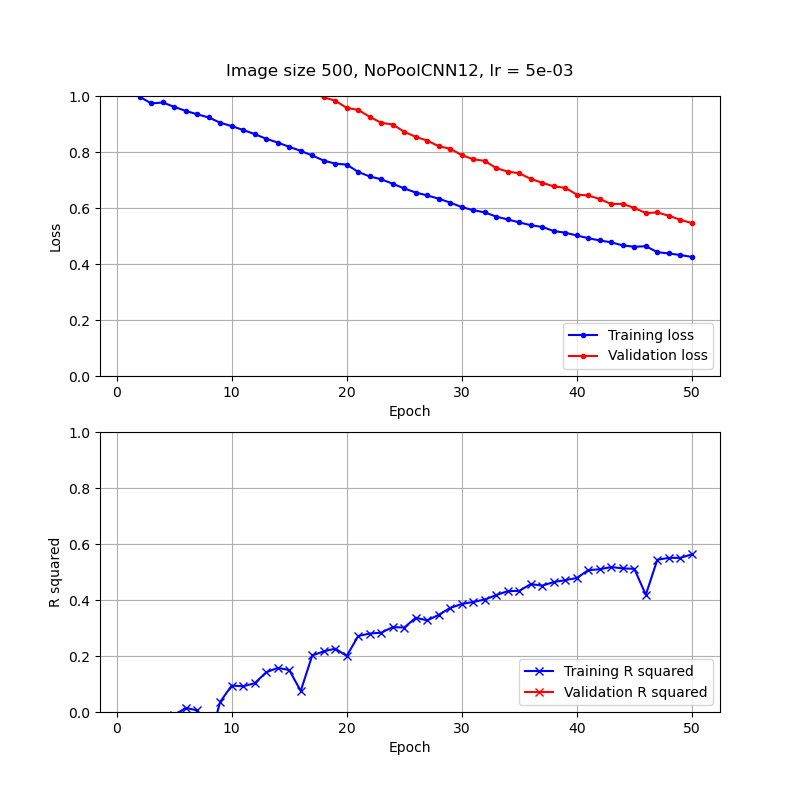 Image size 500, NoPoolCNN12, lr = 5e-03
1.0
0.8
0.6
0.4
0.2
0.0
Loss
Training loss
Validation loss
0 10 20 30 40 50
Epoch
1.0
0.8
0.6
0.4
0.2
0.0
R squared
Training R squared
Validation R squared
0 10 20 30 40 50
Epoch